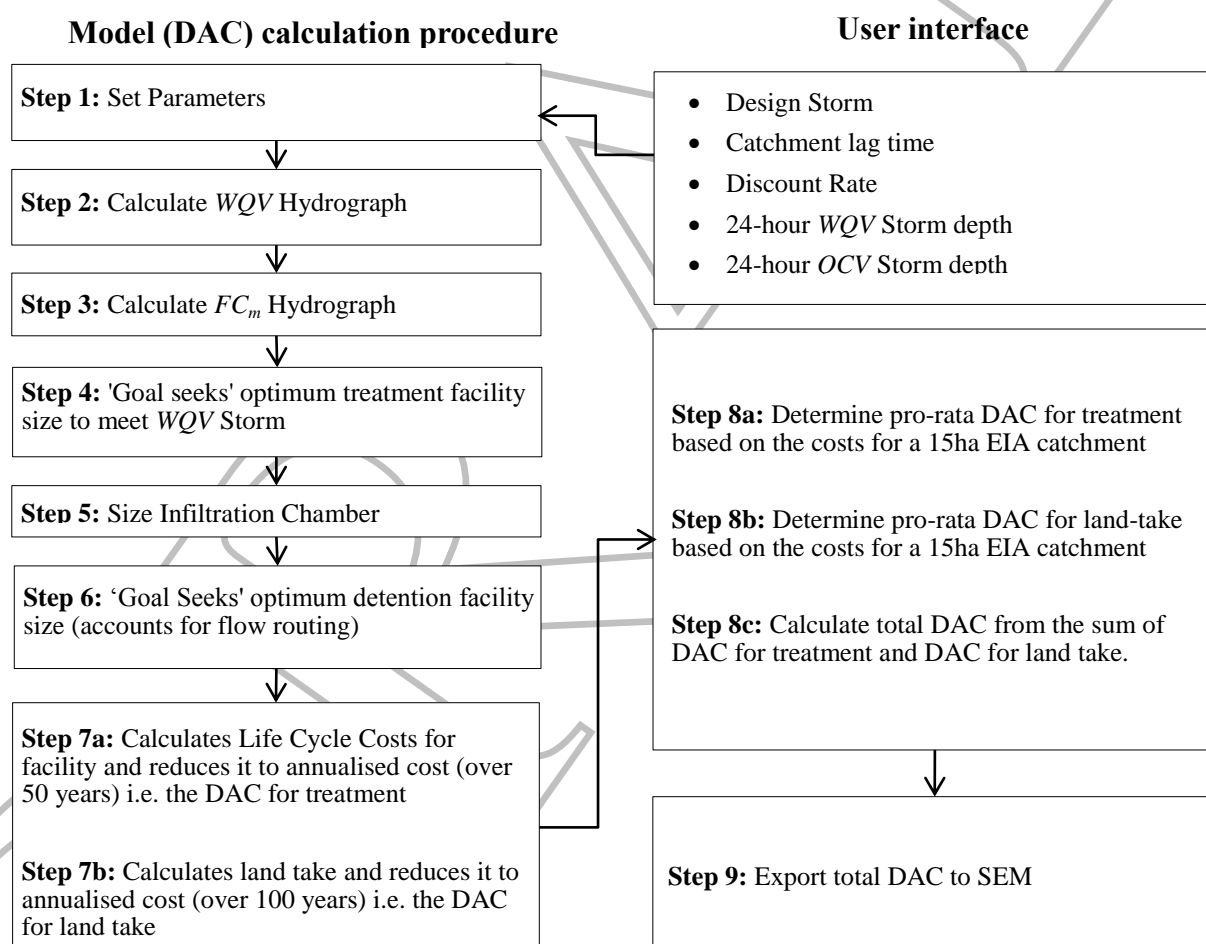 Model (DAC) calculation procedure
Step 1: Set Parameters
Step 2: Calculate WQV Hydrograph
Step 3: Calculate FCm Hydrograph
Step 4: 'Goal seeks' optimum treatment facility
size to meet WQV Storm
Step 5: Size Infiltration Chamber
Step 6: ‘Goal Seeks' optimum detention facility
size (accounts for flow routing)
Step 7a: Calculates Life Cycle Costs for
facility and reduces it to annualised cost (over
50 years) i.e. the DAC for treatment
Step 7b: Calculates land take and reduces it to
annualised cost (over 100 years) i.e. the DAC
for land take
User interface
• Design Storm
• Catchment lag time
• Discount Rate
• 24-hour WQV Storm depth
• 24-hour OCV Storm depth
Step 8a: Determine pro-rata DAC for treatment
based on the costs for a 15ha EIA catchment
Step 8b: Determine pro-rata DAC for land-take
based on the costs for a 15ha EIA catchment
Step 8c: Calculate total DAC from the sum of
DAC for treatment and DAC for land take.
Step 9: Export total DAC to SEM